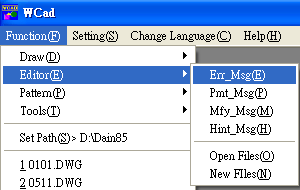 WCad
Function(F) Setting(S) Change Language(C) Help(H)
Draw(D)
Editor(E)
Pattern(P)
Tools(T)
Set Path(S)> D:\Dain85
1 0101.DWG
2 0511.DWG
Err_Msg(E)
Pmt_Msg(P)
Mfy_Msg(M)
Hint_Msg(H)
Open Files(O)
New FIles(N)